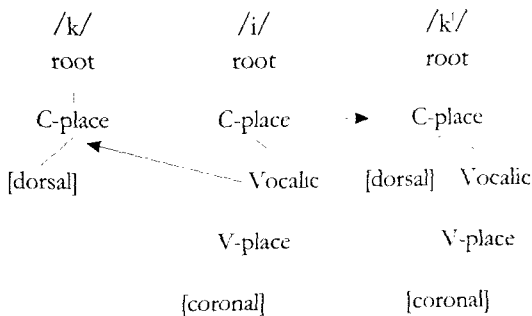 /k/ /i/ /kʲ/
root root root
C-place C-place C-place
[dorsal] Vocalic [dorsal] Vocalic
V-place V-place
[coronal] [coronal]